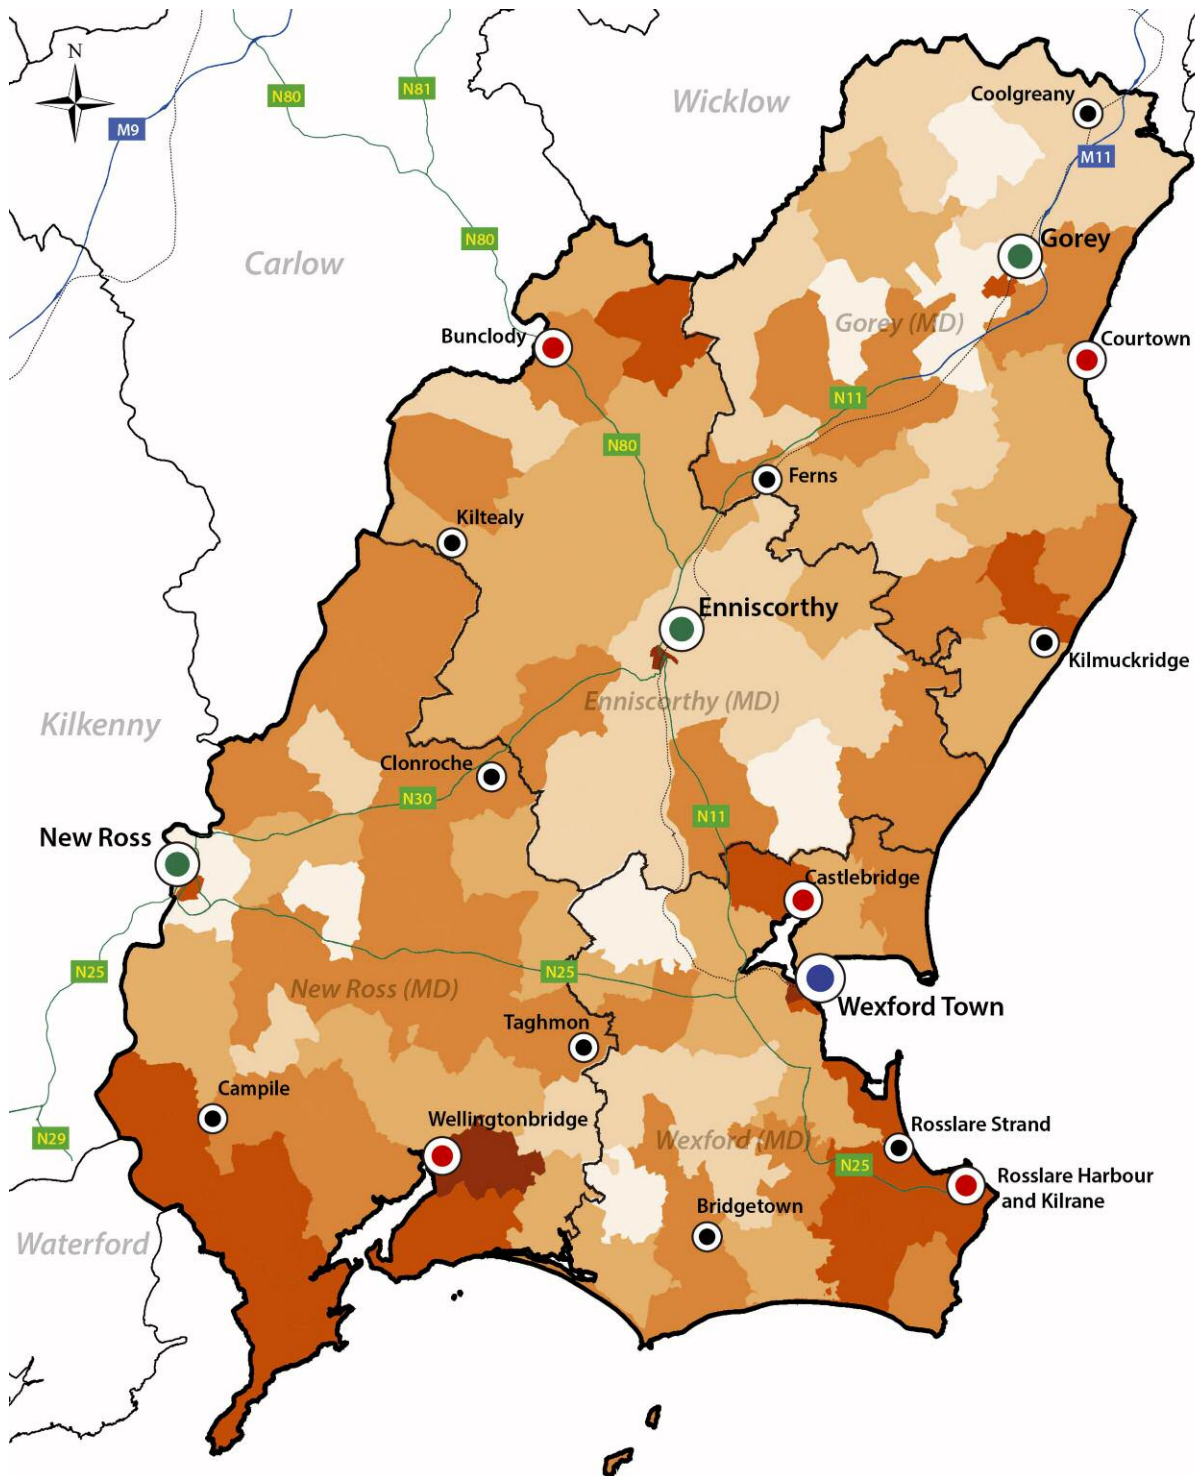 N
N80
N81
Wicklow
Coolgreany
M9
M11
N80
Gorey
Carlow
Gorey (MD)
Bunclody
Courtown
N11
N80
Ferns
Kiltealy
Enniscorthy
Kilmuckridge
Enniscorthy (MD)
Kilkenny
Clonroche
N30
N11
New Ross
Castlebridge
N25
N25
New Ross (MD)
Wexford Town
Taghmon
Campile
Wellingtonbridge
Rosslare Strand
N29
Wexford (MD)
N25
Rosslare Harbour
and Kilrane
Bridgetown
Waterford